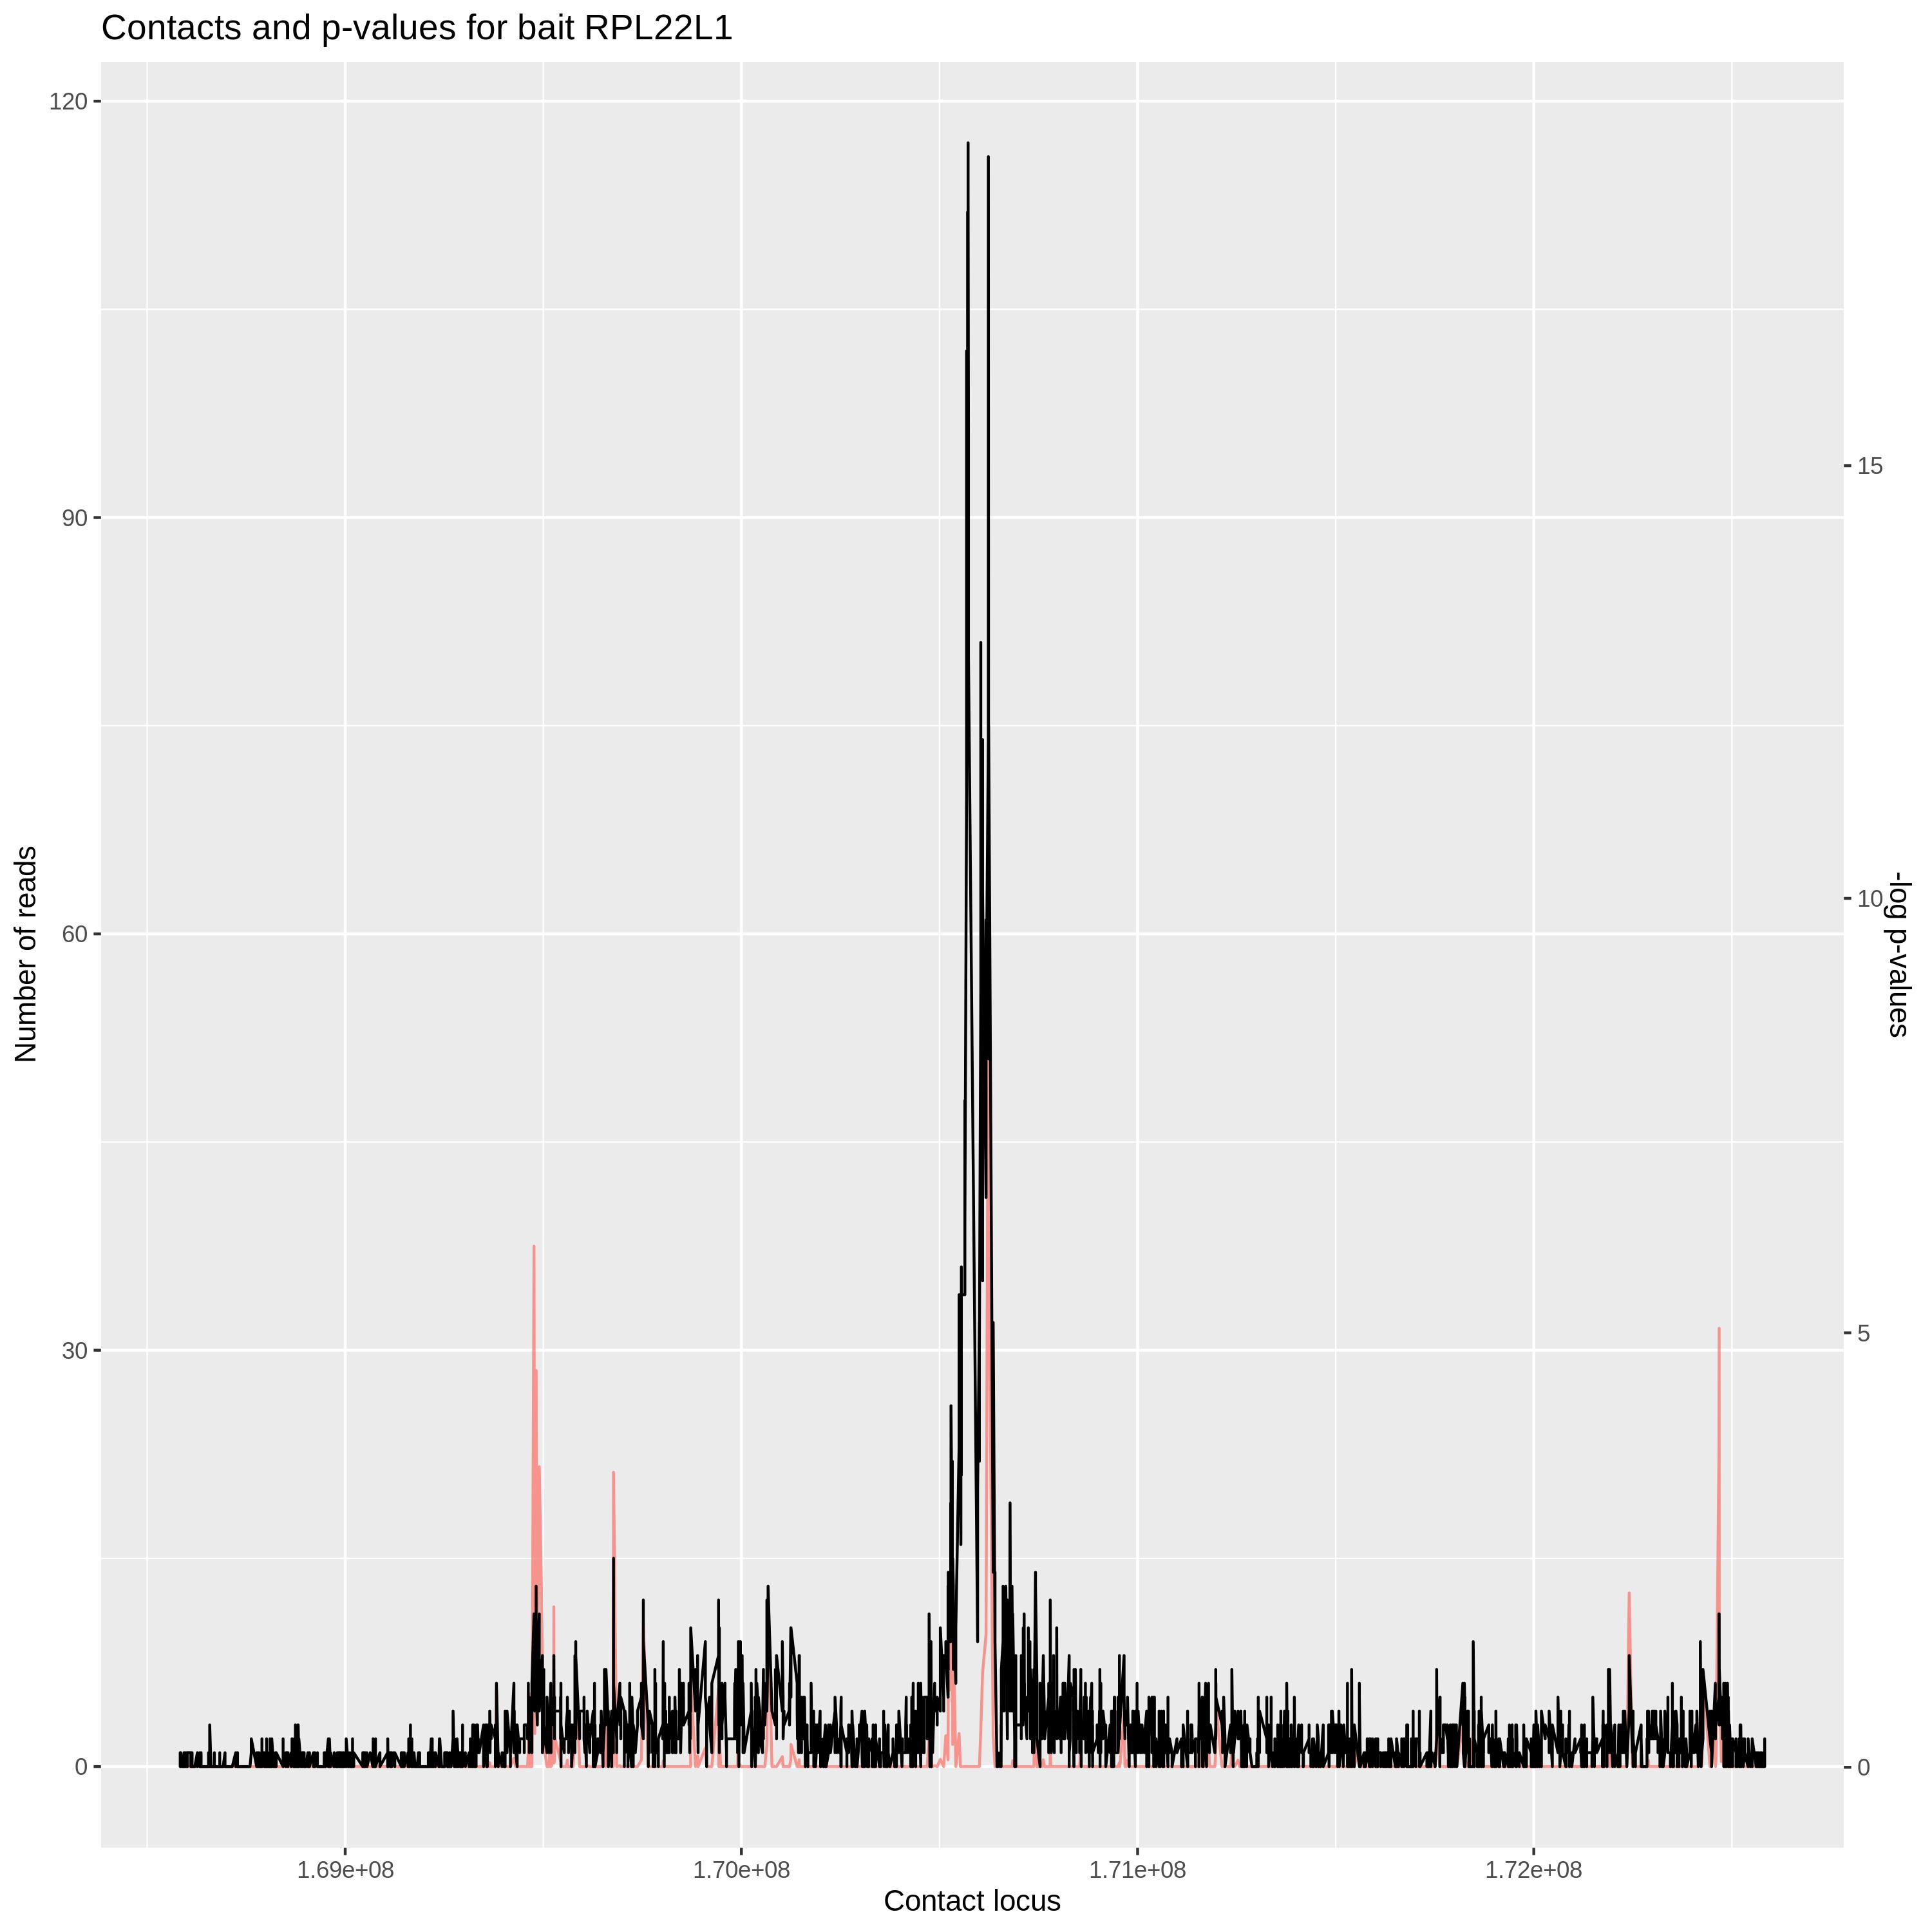 Contacts and p-values for bait RPL22L1
120
90
60
30
0
Number of reads
15
10
5
0
-log p-values
1.69e+08
1.70e+08
1.71e+08
1.72e+08
Contact locus